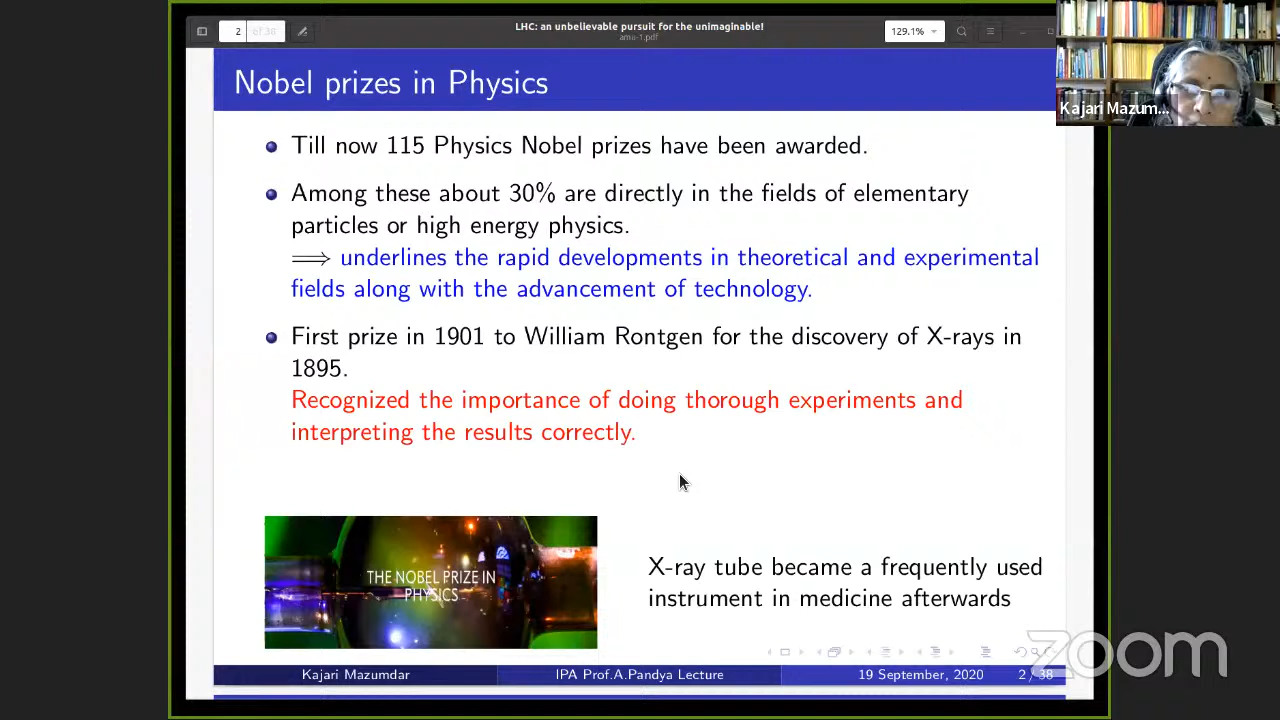 LHC: an unbelievable pursuit for the unimaginable!
2 of 38
ama-1.pdf
129.1%
Nobel prizes in Physics
Kajari Mazum...
Till now 115 Physics Nobel prizes have been awarded.
Among these about 30% are directly in the fields of elementary
particles or high energy physics.
⟹ underlines the rapid developments in theoretical and experimental
fields along with the advancement of technology.
First prize in 1901 to William Rontgen for the discovery of X-rays in
1895.
Recognized the importance of doing thorough experiments and
interpreting the results correctly.
THE NOBEL PRIZE IN
PHYSICS
X-ray tube became a frequently used
instrument in medicine afterwards
zoom
Kajari Mazumdar
IPA Prof.A.Pandya Lecture
19 September, 2020
2 / 38